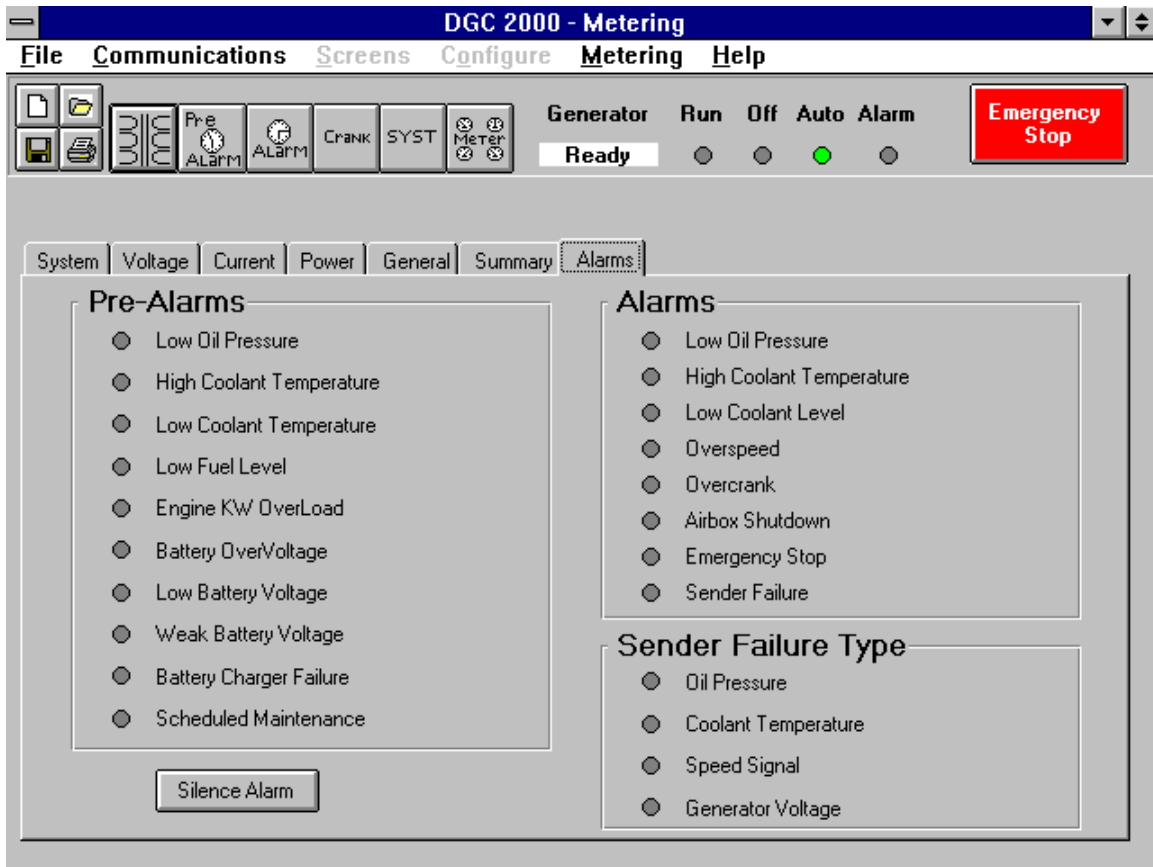 DGC 2000 - Metering
File Communications Screens Configure Metering Help
Pre ALarm
ALarm
Crank
SYST
Meter
Generator Run Off Auto Alarm
Ready
Emergency
Stop
System Voltage Current Power General Summary Alarms
Pre-Alarms
Low Oil Pressure
High Coolant Temperature
Low Coolant Temperature
Low Fuel Level
Engine KW OverLoad
Battery OverVoltage
Low Battery Voltage
Weak Battery Voltage
Battery Charger Failure
Scheduled Maintenance
Silence Alarm
Alarms
Low Oil Pressure
High Coolant Temperature
Low Coolant Level
Overspeed
Overcrank
Airbox Shutdown
Emergency Stop
Sender Failure
Sender Failure Type
Oil Pressure
Coolant Temperature
Speed Signal
Generator Voltage